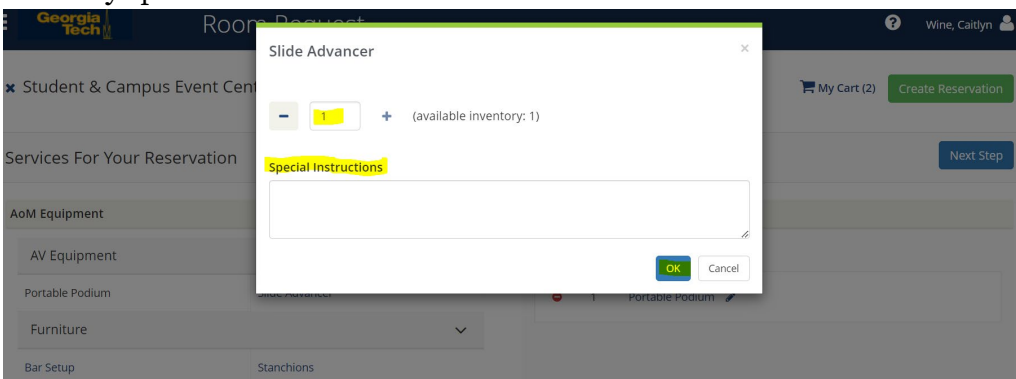 Georgia
Tech
Room Request
Wine, Caitlyn
Slide Advancer
×
Student & Campus Event Cent
My Cart (2)
Create Reservation
1
(available inventory: 1)
Services For Your Reservation
Next Step
Special Instructions
AoM Equipment
AV Equipment
OK
Cancel
Portable Podium
Slide Advancer
1
Portable Podium
Furniture
Bar Setup
Stanchions